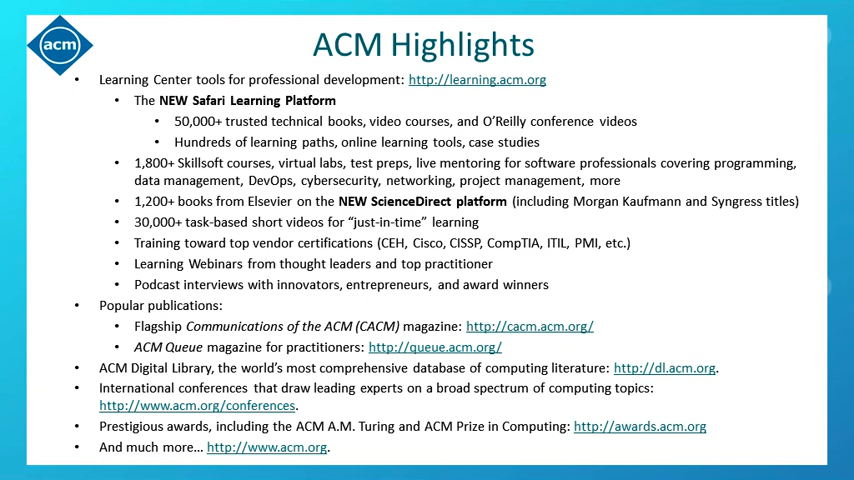 acm
ACM Highlights
• Learning Center tools for professional development: http://learning.acm.org
• The NEW Safari Learning Platform
• 50,000+ trusted technical books, video courses, and O’Reilly conference videos
• Hundreds of learning paths, online learning tools, case studies
• 1,800+ Skillsoft courses, virtual labs, test preps, live mentoring for software professionals covering programming,
data management, DevOps, cybersecurity, networking, project management, more
• 1,200+ books from Elsevier on the NEW ScienceDirect platform (including Morgan Kaufmann and Syngress titles)
• 30,000+ task-based short videos for “just-in-time” learning
• Training toward top vendor certifications (CEH, Cisco, CISSP, CompTIA, ITIL, PMI, etc.)
• Learning Webinars from thought leaders and top practitioner
• Podcast interviews with innovators, entrepreneurs, and award winners
• Popular publications:
• Flagship Communications of the ACM (CACM) magazine: http://cacm.acm.org/
• ACM Queue magazine for practitioners: http://queue.acm.org/
• ACM Digital Library, the world’s most comprehensive database of computing literature: http://dl.acm.org.
• International conferences that draw leading experts on a broad spectrum of computing topics:
http://www.acm.org/conferences.
• Prestigious awards, including the ACM A.M. Turing and ACM Prize in Computing: http://awards.acm.org
• And much more… http://www.acm.org.